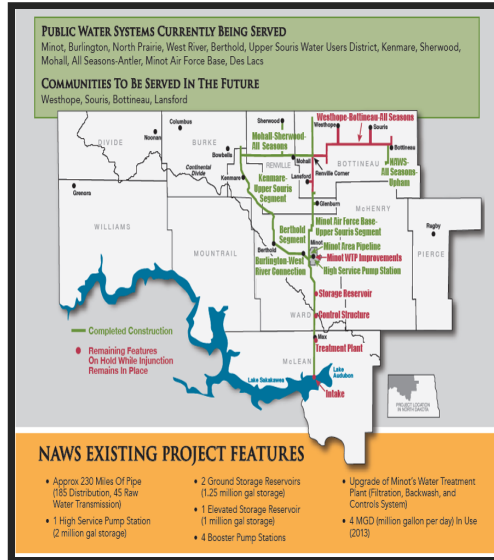 PUBLIC WATER SYSTEMS CURRENTLY BEING SERVED
Minot, Burlington, North Prairie, West River, Berthold, Upper Souris Water Users District, Kenmare, Sherwood,
Mohall, All Seasons-Antler, Minot Air Force Base, Des Lacs
COMMUNITIES TO BE SERVED IN THE FUTURE
Westhope, Souris, Bottineau, Lansford
Westhope-Bottineau-All Seasons
Columbus
Sherwood
Westhope
Souris
Noonan
DIVIDE
BURKE
Mohall-Sherwood-
All Seasons
Bowbells
RENVILLE
Mohall
BOTTINEAU
Bottineau
Continental
Divide
Renville Corner
NAWS-
All Seasons-
Upham
Kenmare
Kenmare-
Upper Souris
Segment
Lansford
Grenora
Glenburn
McHENRY
Minot Air Force Base-
Upper Souris Segment
WILLIAMS
Berthold
Segment
Rugby
Minot
Minot Area Pipeline
MOUNTRAIL
Berthold
Minot WTP Improvements
PIERCE
Burlington-West
River Connection
High Service Pump Station
Storage Reservoir
WARD
Control Structure
Completed Construction
Max
Treatment Plant
Remaining Features
On Hold While Injunction
Remains In Place
McLEAN
Lake
Audubon
Lake Sakakawea
Intake
PROJECT LOCATION
IN NORTH DAKOTA
NAWS EXISTING PROJECT FEATURES
• Approx 230 Miles Of Pipe
(185 Distribution, 45 Raw
Water Transmission)
• 1 High Service Pump Station
(2 million gal storage)
• 2 Ground Storage Reservoirs
(1.25 million gal storage)
• 1 Elevated Storage Reservoir
(1 million gal storage)
• 4 Booster Pump Stations
• Upgrade of Minot's Water Treatment
Plant (Filtration, Backwash, and
Controls System)
• 4 MGD (million gallon per day) In Use
(2013)